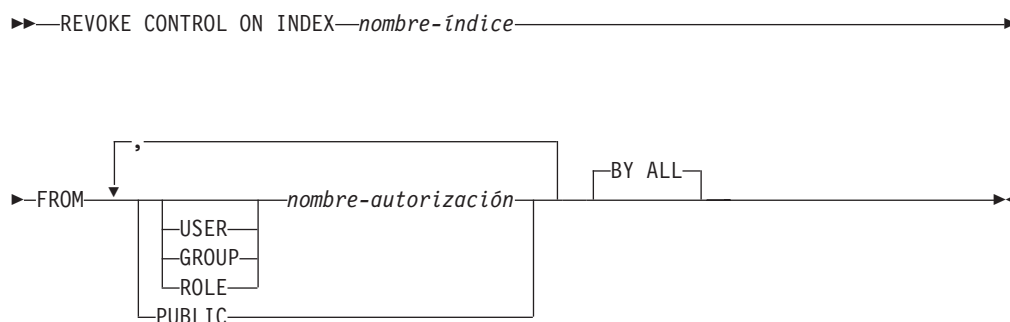 REVOKE CONTROL ON INDEX nombre-índice
,
BY ALL
FROM nombre-autorización
USER
GROUP
ROLE
PUBLIC